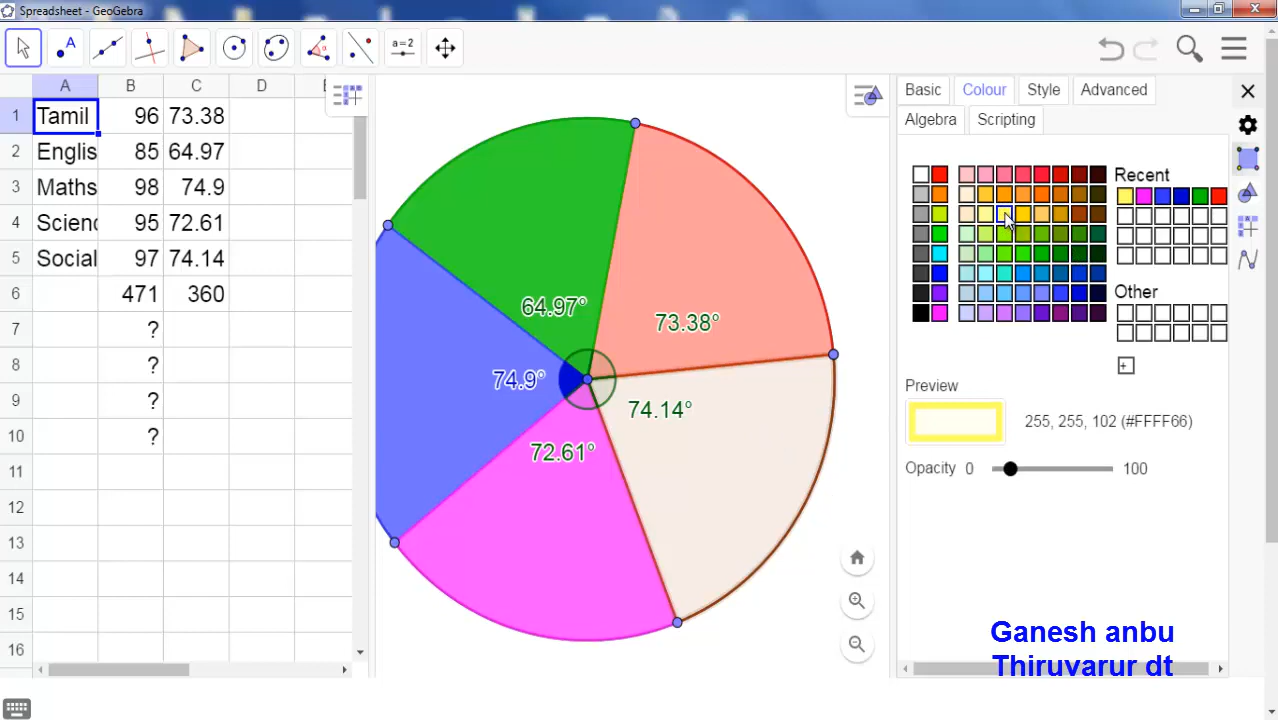 Spreadsheet - GeoGebra
A
a=2
A B C D
1 Tamil 96 73.38
2 Englis 85 64.97
3 Maths 98 74.9
4 Scien 95 72.61
5 Social 97 74.14
6 471 360
7 ?
8 ?
9 ?
10 ?
11
12
13
14
15
16
64.97°
73.38°
74.9°
74.14°
72.61°
Basic Colour Style Advanced
Algebra Scripting
Recent
Other
+
Preview
255, 255, 102 (#FFFF66)
Opacity 0 100
Ganesh anbu
Thiruvarur dt